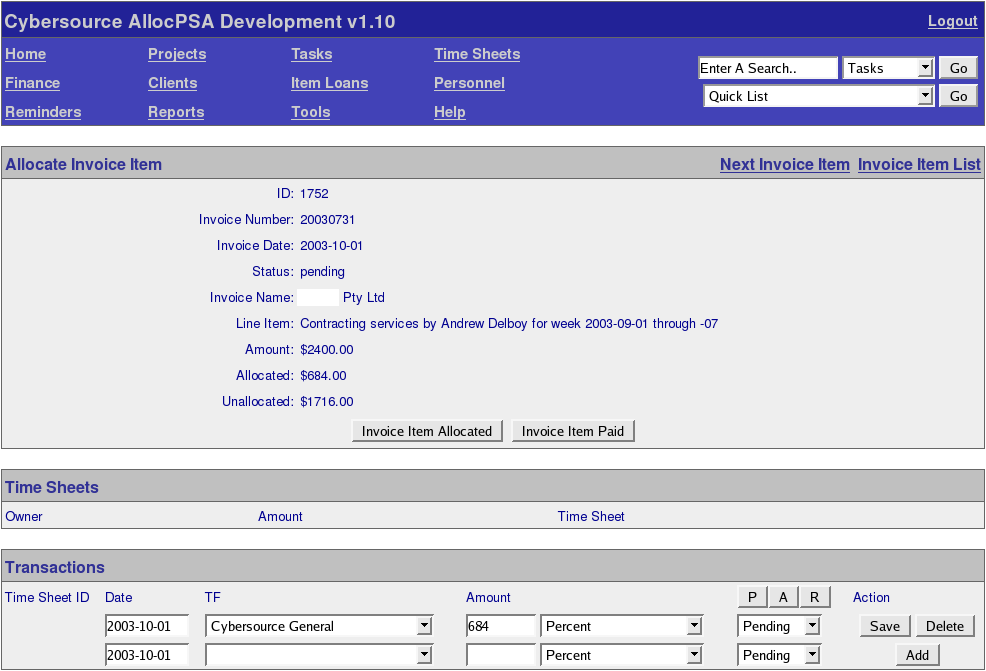 Cybersource AllocPSA Development v1.10 Logout
Home Projects Tasks Time Sheets
Enter A Search.. Tasks Go
Finance Clients Item Loans Personnel
Quick List Go
Reminders Reports Tools Help
Allocate Invoice Item Next Invoice Item Invoice Item List
ID: 1752
Invoice Number: 20030731
Invoice Date: 2003-10-01
Status: pending
Invoice Name: Pty Ltd
Line Item: Contracting services by Andrew Delboy for week 2003-09-01 through -07
Amount: $2400.00
Allocated: $684.00
Unallocated: $1716.00
Invoice Item Allocated Invoice Item Paid
Time Sheets
Owner Amount Time Sheet
Transactions
Time Sheet ID Date TF Amount P A R Action
2003-10-01 Cybersource General 684 Percent Pending Save Delete
2003-10-01 Percent Pending Add